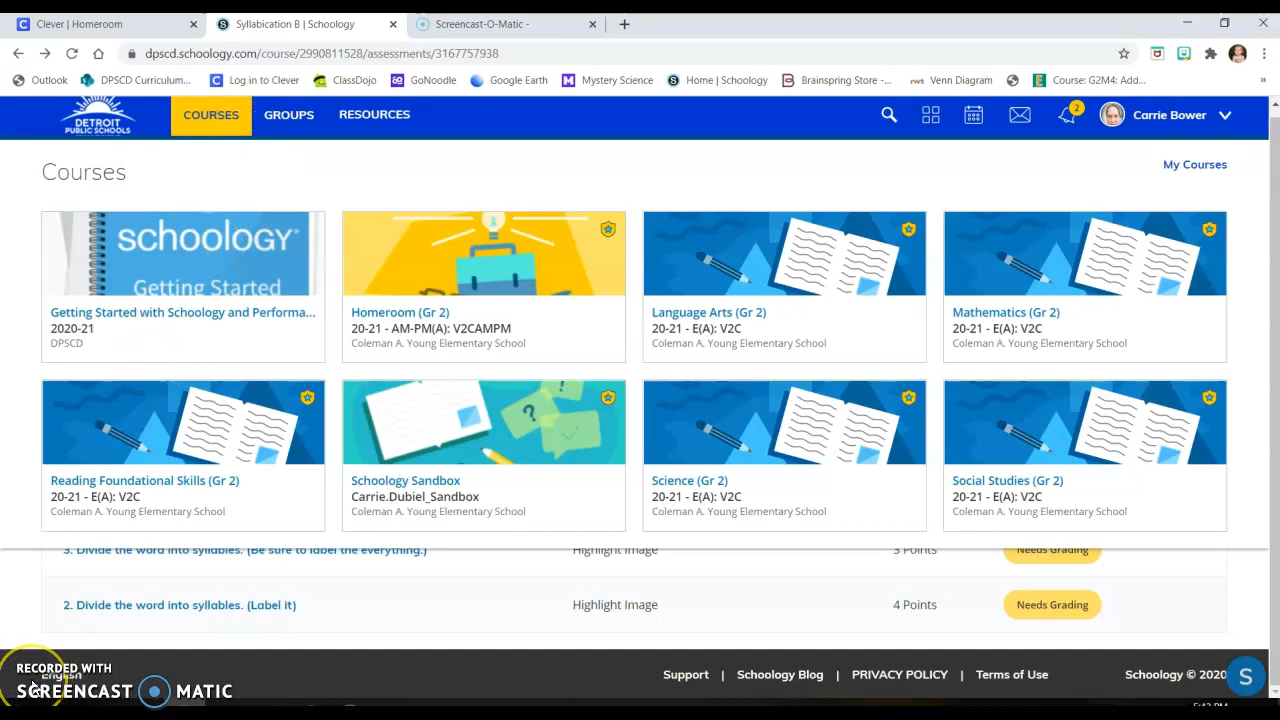 Clever | Homeroom
Syllabication B | Schoology
Screencast-O-Matic -
dpscd.schoology.com/course/2990811528/assessments/3167757938
Outlook
DPSCD Curriculum...
Log in to Clever
ClassDojo
GoNoodle
Google Earth
Mystery Science
Home | Schoology
Brainspring Store -...
Venn Diagram
Course: G2M4: Add...
DETROIT
PUBLIC SCHOOLS
COURSES
GROUPS
RESOURCES
2
Carrie Bower
Courses
My Courses
schoology®
Getting Started
Getting Started with Schoology and Performa...
2020-21
DPSCD
Homeroom (Gr 2)
20-21 - AM-PM(A): V2CAMPM
Coleman A. Young Elementary School
Language Arts (Gr 2)
20-21 - E(A): V2C
Coleman A. Young Elementary School
Mathematics (Gr 2)
20-21 - E(A): V2C
Coleman A. Young Elementary School
Reading Foundational Skills (Gr 2)
20-21 - E(A): V2C
Coleman A. Young Elementary School
Schoology Sandbox
Carrie.Dubiel_Sandbox
Coleman A. Young Elementary School
Science (Gr 2)
20-21 - E(A): V2C
Coleman A. Young Elementary School
Social Studies (Gr 2)
20-21 - E(A): V2C
Coleman A. Young Elementary School
3. Divide the word into syllables. (Be sure to label the everything.)
Highlight Image
3 Points
Needs Grading
2. Divide the word into syllables. (Label it)
Highlight Image
4 Points
Needs Grading
English
RECORDED WITH
SCREENCAST MATIC
Support | Schoology Blog | PRIVACY POLICY | Terms of Use
Schoology © 2020
S